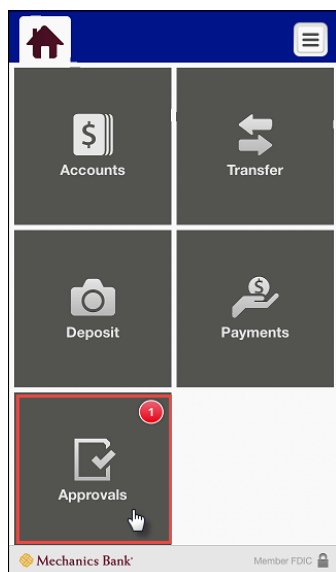 $
Accounts
Transfer
Deposit
$
Payments
1
Approvals
Mechanics Bank
Member FDIC